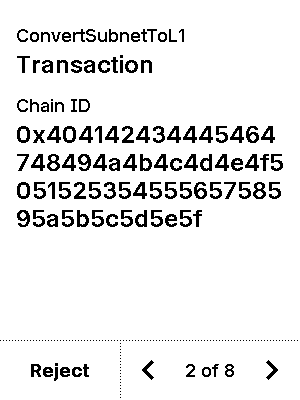 ConvertSubnetToL1
Transaction
Chain ID
0x404142434445464
748494a4b4c4d4e4f5
051525354555657585
95a5b5c5d5e5f
Reject
2 of 8